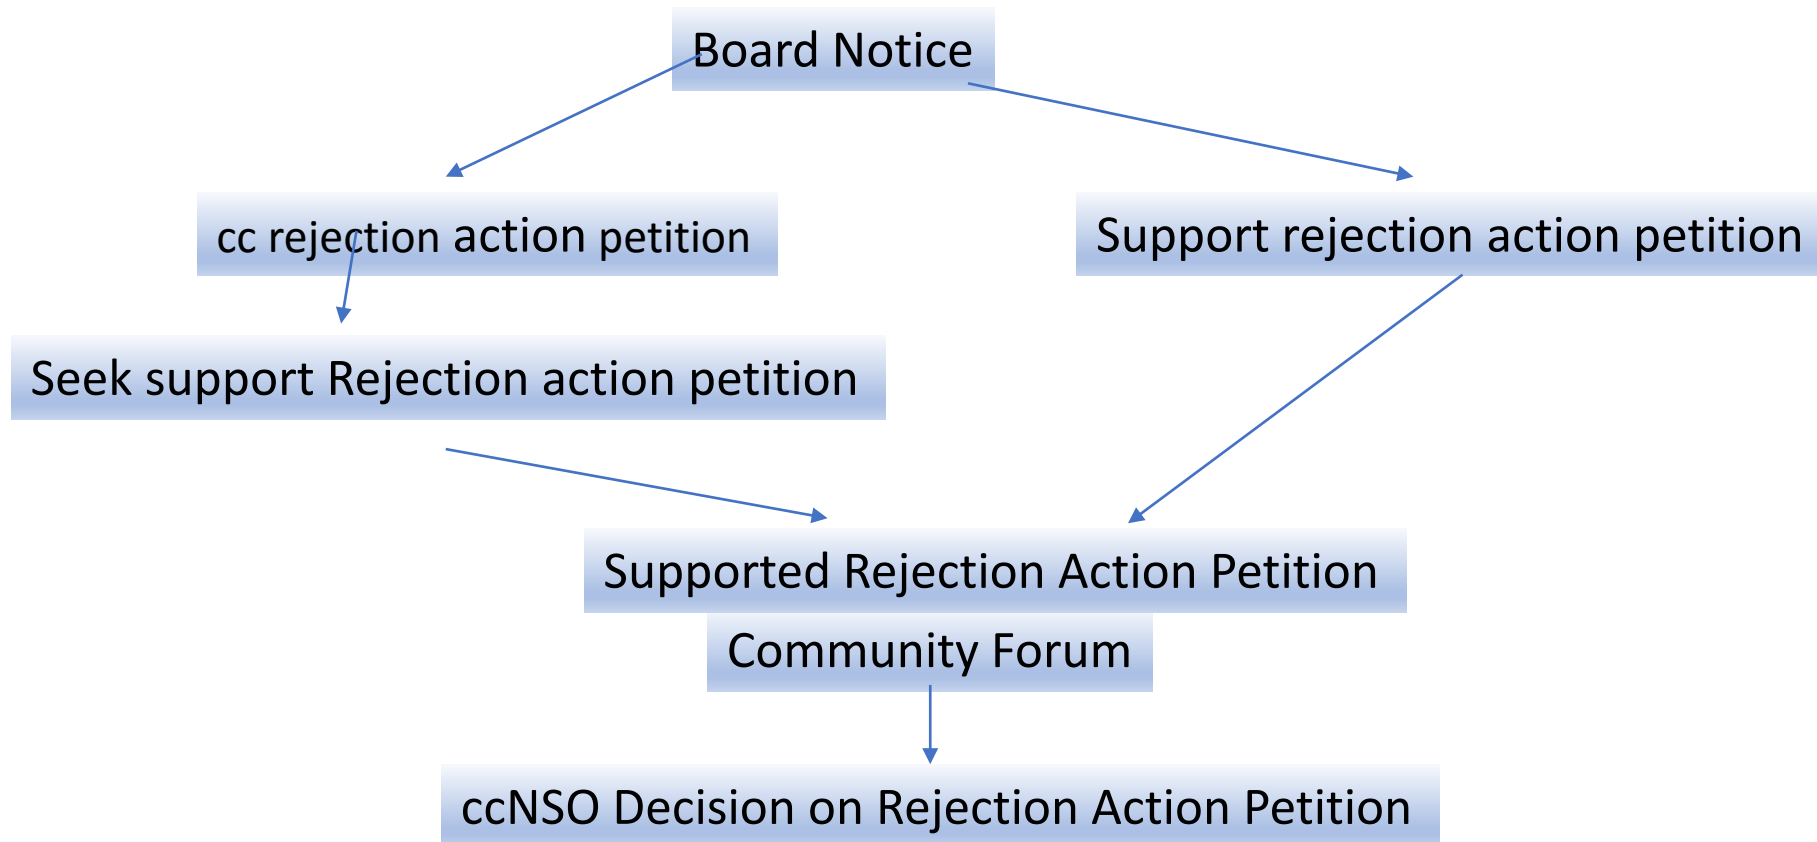 Board Notice
cc rejection action petition
Support rejection action petition
Seek support Rejection action petition
Supported Rejection Action Petition
Community Forum
ccNSO Decision on Rejection Action Petition